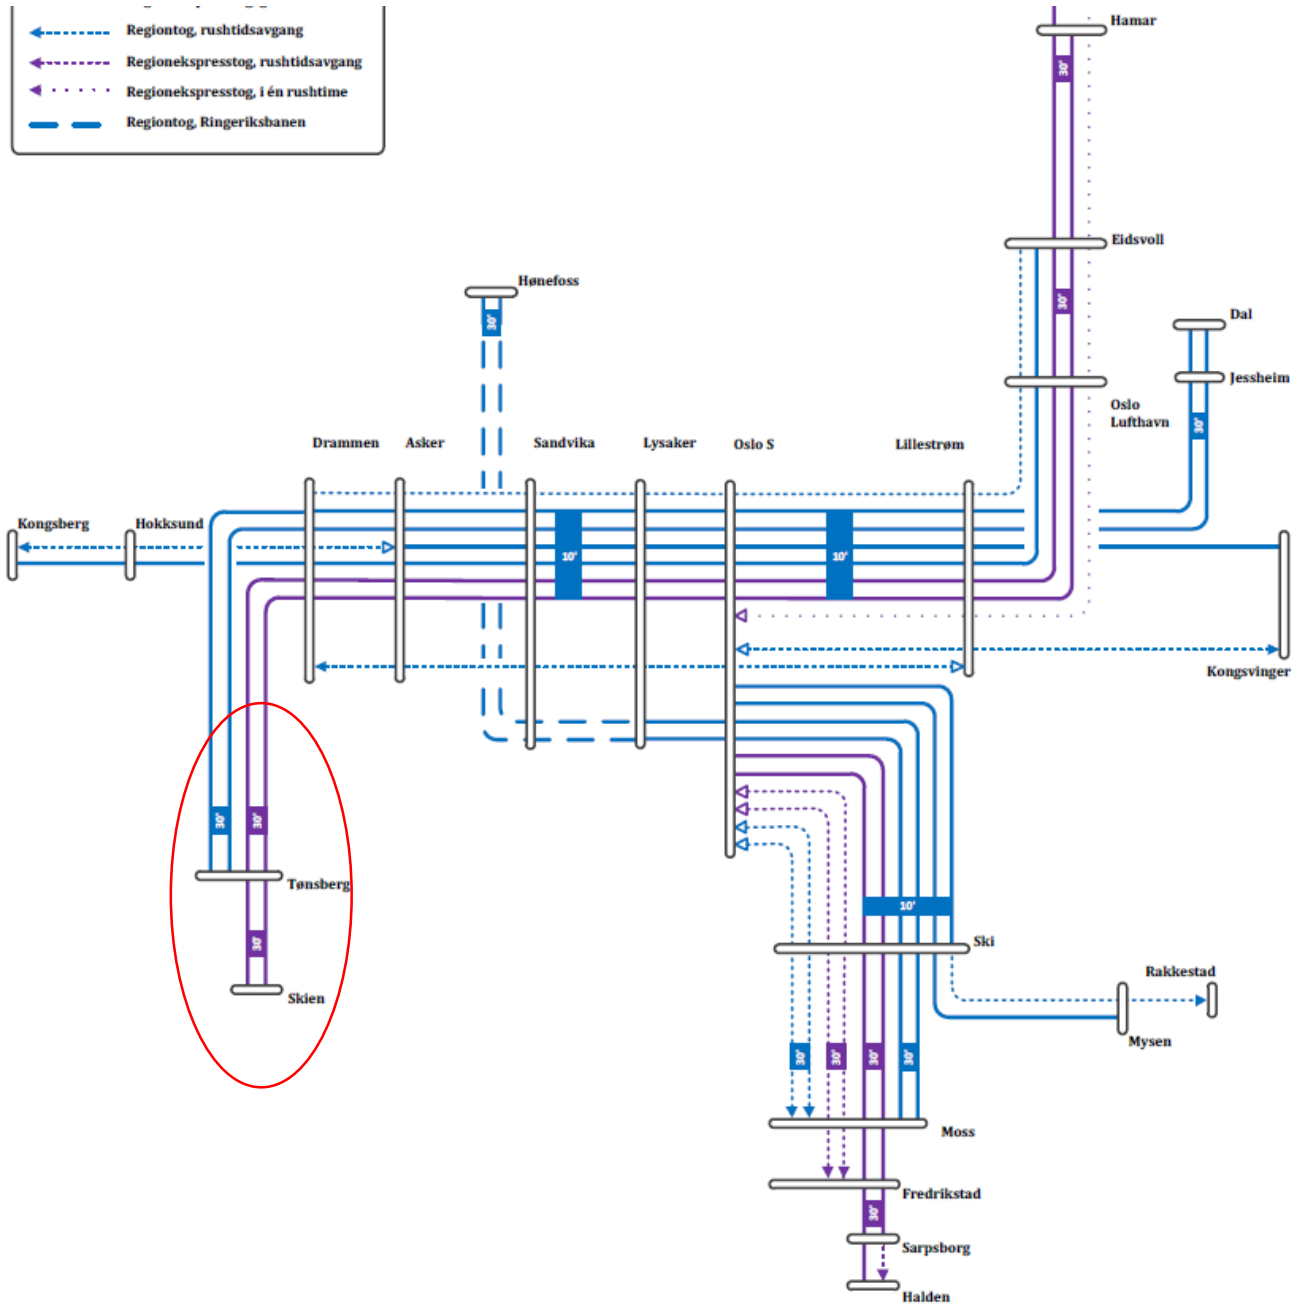 Regiontog, rushtidsavgang
Regionekspresstog, rushtidsavgang
Regionekspresstog, i én rushtime
Regiontog, Ringeriksbanen
Hamar
30'
Eidsvoll
Hønefoss
30'
30'
Dal
Jessheim
Oslo
Lufthavn
30'
Drammen
Asker
Sandvika
Lysaker
Oslo S
Lillestrøm
Kongsberg
Hokksund
10'
10'
Kongsvinger
30'
30'
Tønsberg
10'
Ski
30'
Skien
Rakkestad
Mysen
30'
30'
30'
30'
Moss
Fredrikstad
30'
Sarpsborg
Halden